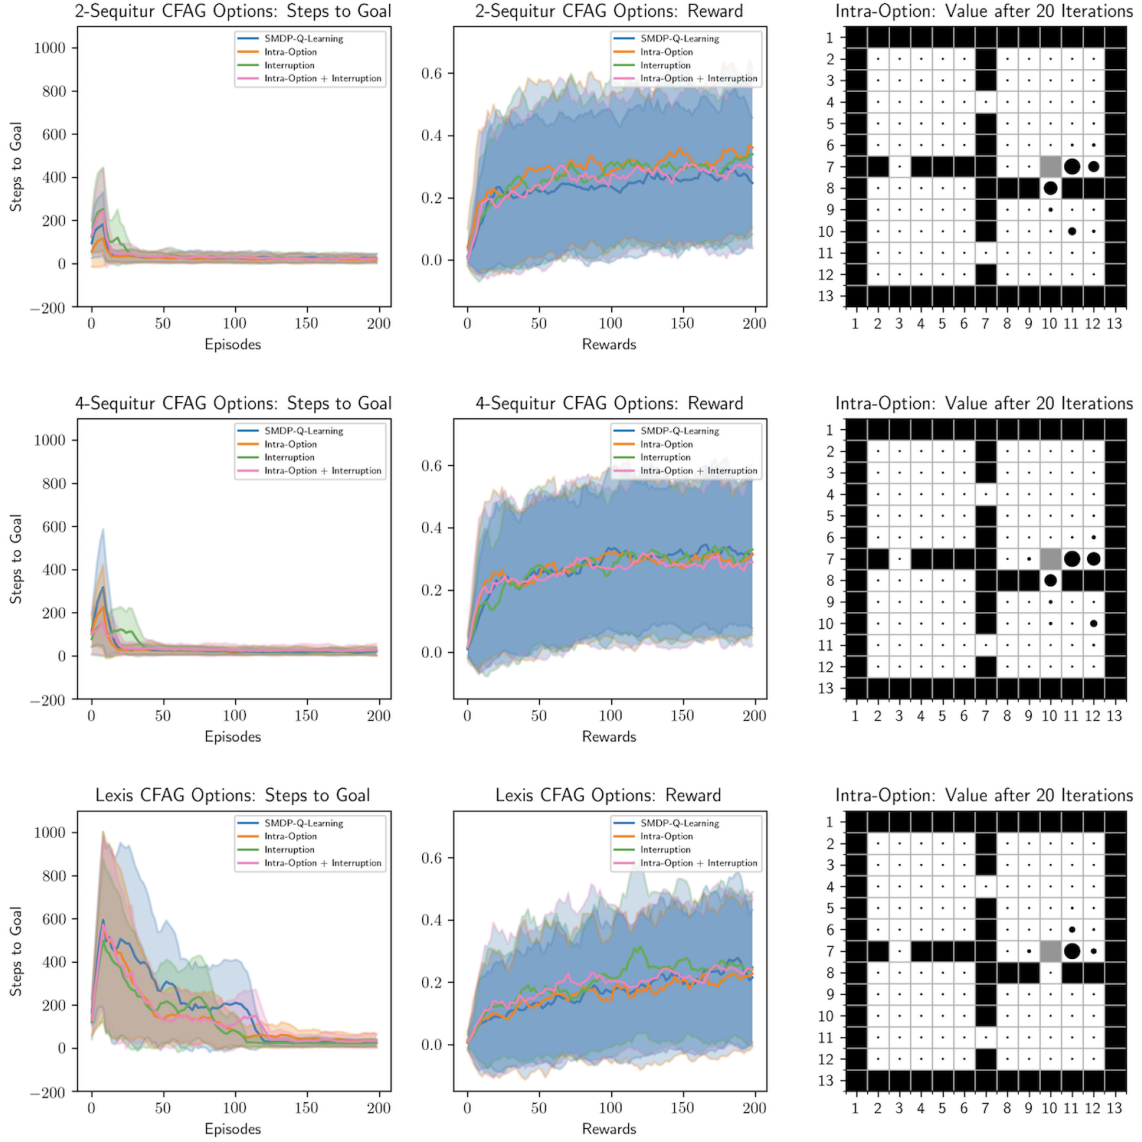 2-Sequitur CFAG Options: Steps to Goal
Steps to Goal
1000
800
600
400
200
0
−200
SMDP-Q-Learning
Intra-Option
Interruption
Intra-Option + Interruption
0 50 100 150 200
Episodes
2-Sequitur CFAG Options: Reward
0.6
0.4
0.2
0.0
SMDP-Q-Learning
Intra-Option
Interruption
Intra-Option + Interruption
0 50 100 150 200
Rewards
Intra-Option: Value after 20 Iterations
1
2
3
4
5
6
7
8
9
10
11
12
13
1 2 3 4 5 6 7 8 9 10 11 12 13
4-Sequitur CFAG Options: Steps to Goal
Steps to Goal
1000
800
600
400
200
0
−200
SMDP-Q-Learning
Intra-Option
Interruption
Intra-Option + Interruption
0 50 100 150 200
Episodes
4-Sequitur CFAG Options: Reward
0.6
0.4
0.2
0.0
SMDP-Q-Learning
Intra-Option
Interruption
Intra-Option + Interruption
0 50 100 150 200
Rewards
Intra-Option: Value after 20 Iterations
1
2
3
4
5
6
7
8
9
10
11
12
13
1 2 3 4 5 6 7 8 9 10 11 12 13
Lexis CFAG Options: Steps to Goal
Steps to Goal
1000
800
600
400
200
0
−200
SMDP-Q-Learning
Intra-Option
Interruption
Intra-Option + Interruption
0 50 100 150 200
Episodes
Lexis CFAG Options: Reward
0.6
0.4
0.2
0.0
SMDP-Q-Learning
Intra-Option
Interruption
Intra-Option + Interruption
0 50 100 150 200
Rewards
Intra-Option: Value after 20 Iterations
1
2
3
4
5
6
7
8
9
10
11
12
13
1 2 3 4 5 6 7 8 9 10 11 12 13